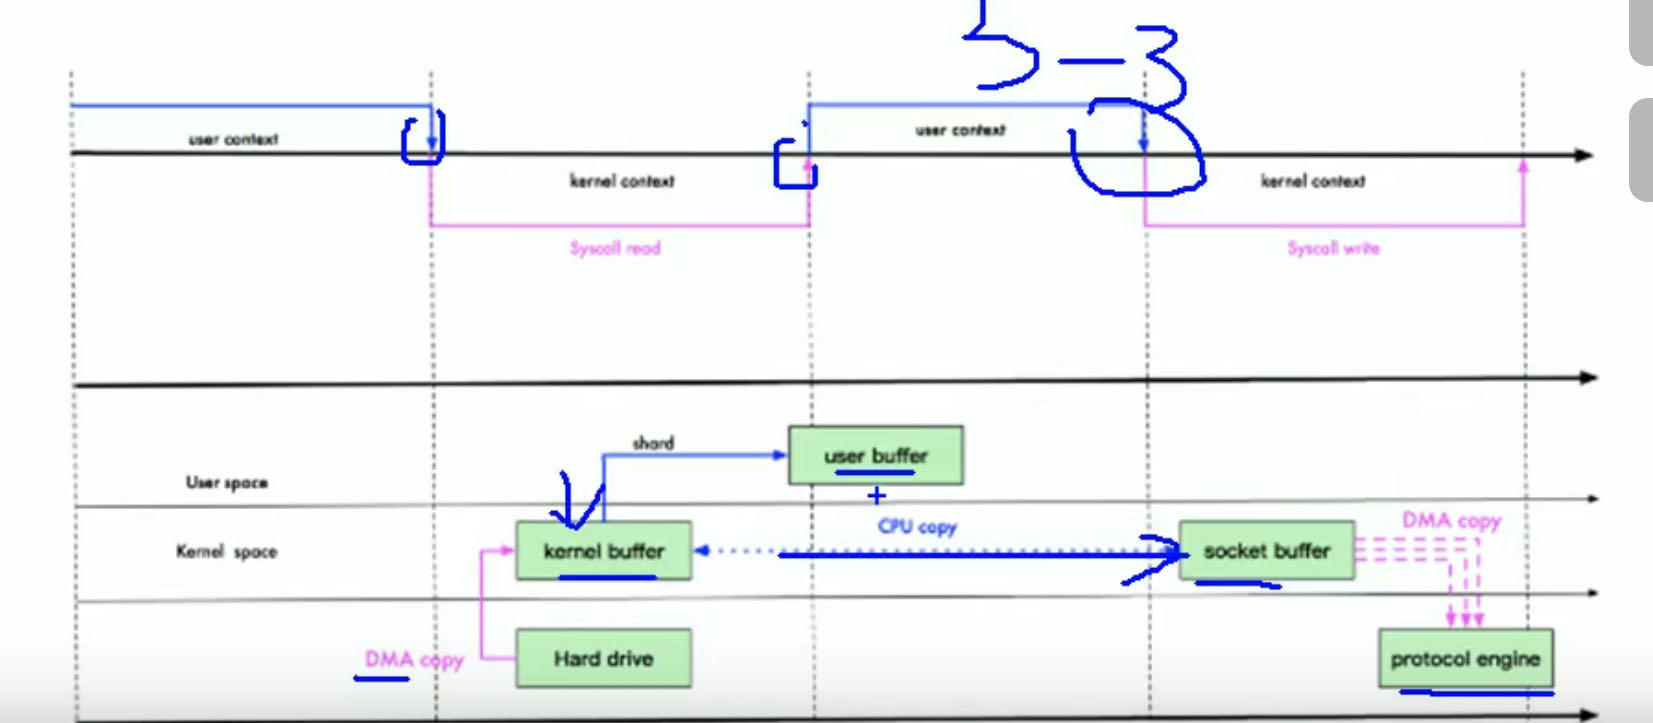 5 — 3
user context
user context
kernel context
kernel context
Syscall read
Syscall write
shard
user buffer
User space
CPU copy
DMA copy
Kernel space
kernel buffer
socket buffer
DMA copy
Hard drive
protocol engine